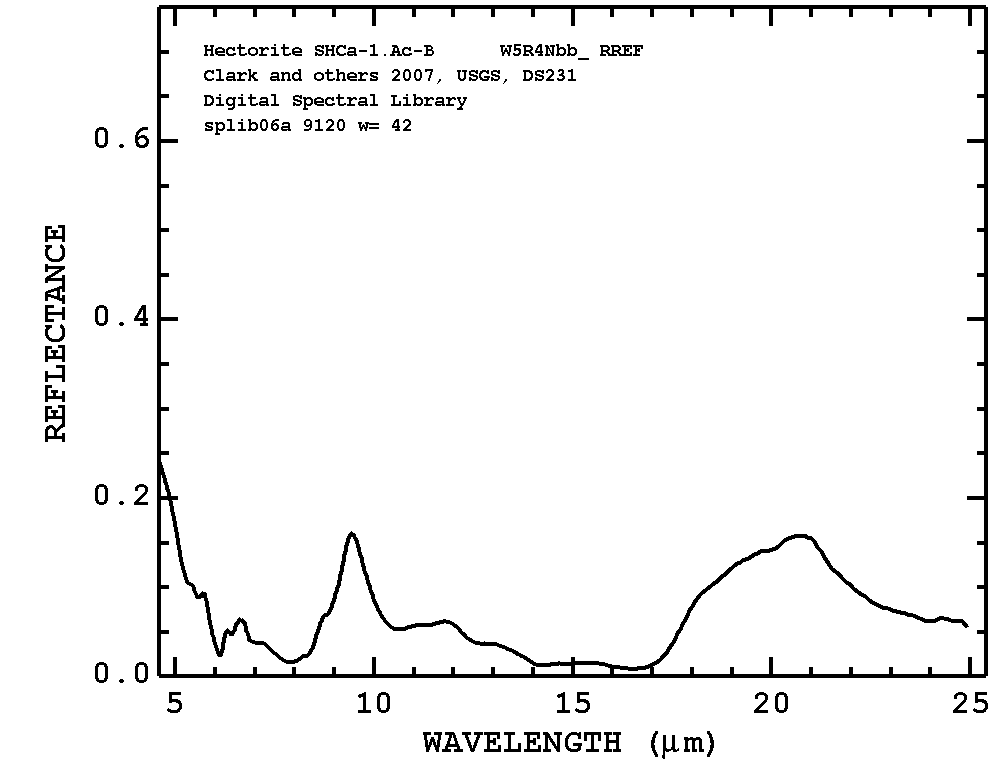 Hectorite SHCa-1.Ac-B W5R4Nbb_ RREF
Clark and others 2007, USGS, DS231
Digital Spectral Library
splib06a 9120 w= 42
REFLECTANCE
0.6
0.4
0.2
0.0
5 10 15 20 25
WAVELENGTH (μm)